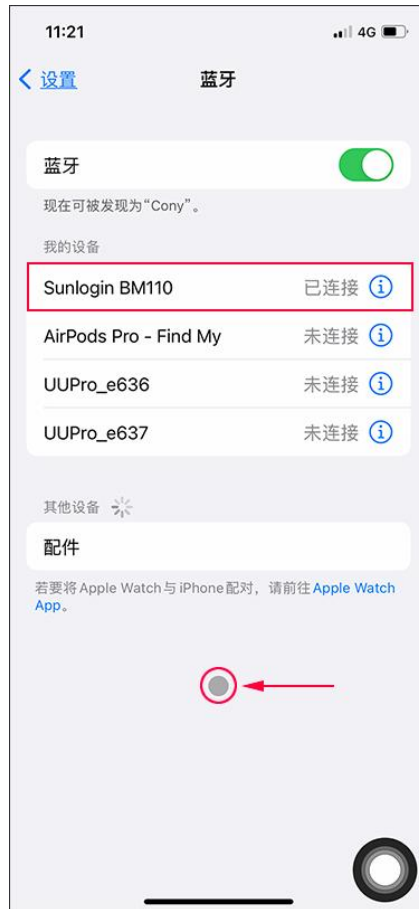 11:21
4G
设置
蓝牙
蓝牙
现在可被发现为“Cony”。
我的设备
Sunlogin BM110 已连接
AirPods Pro - Find My 未连接
UUPro_e636 未连接
UUPro_e637 未连接
其他设备
配件
若要将 Apple Watch 与 iPhone 配对，请前往 Apple Watch
App。